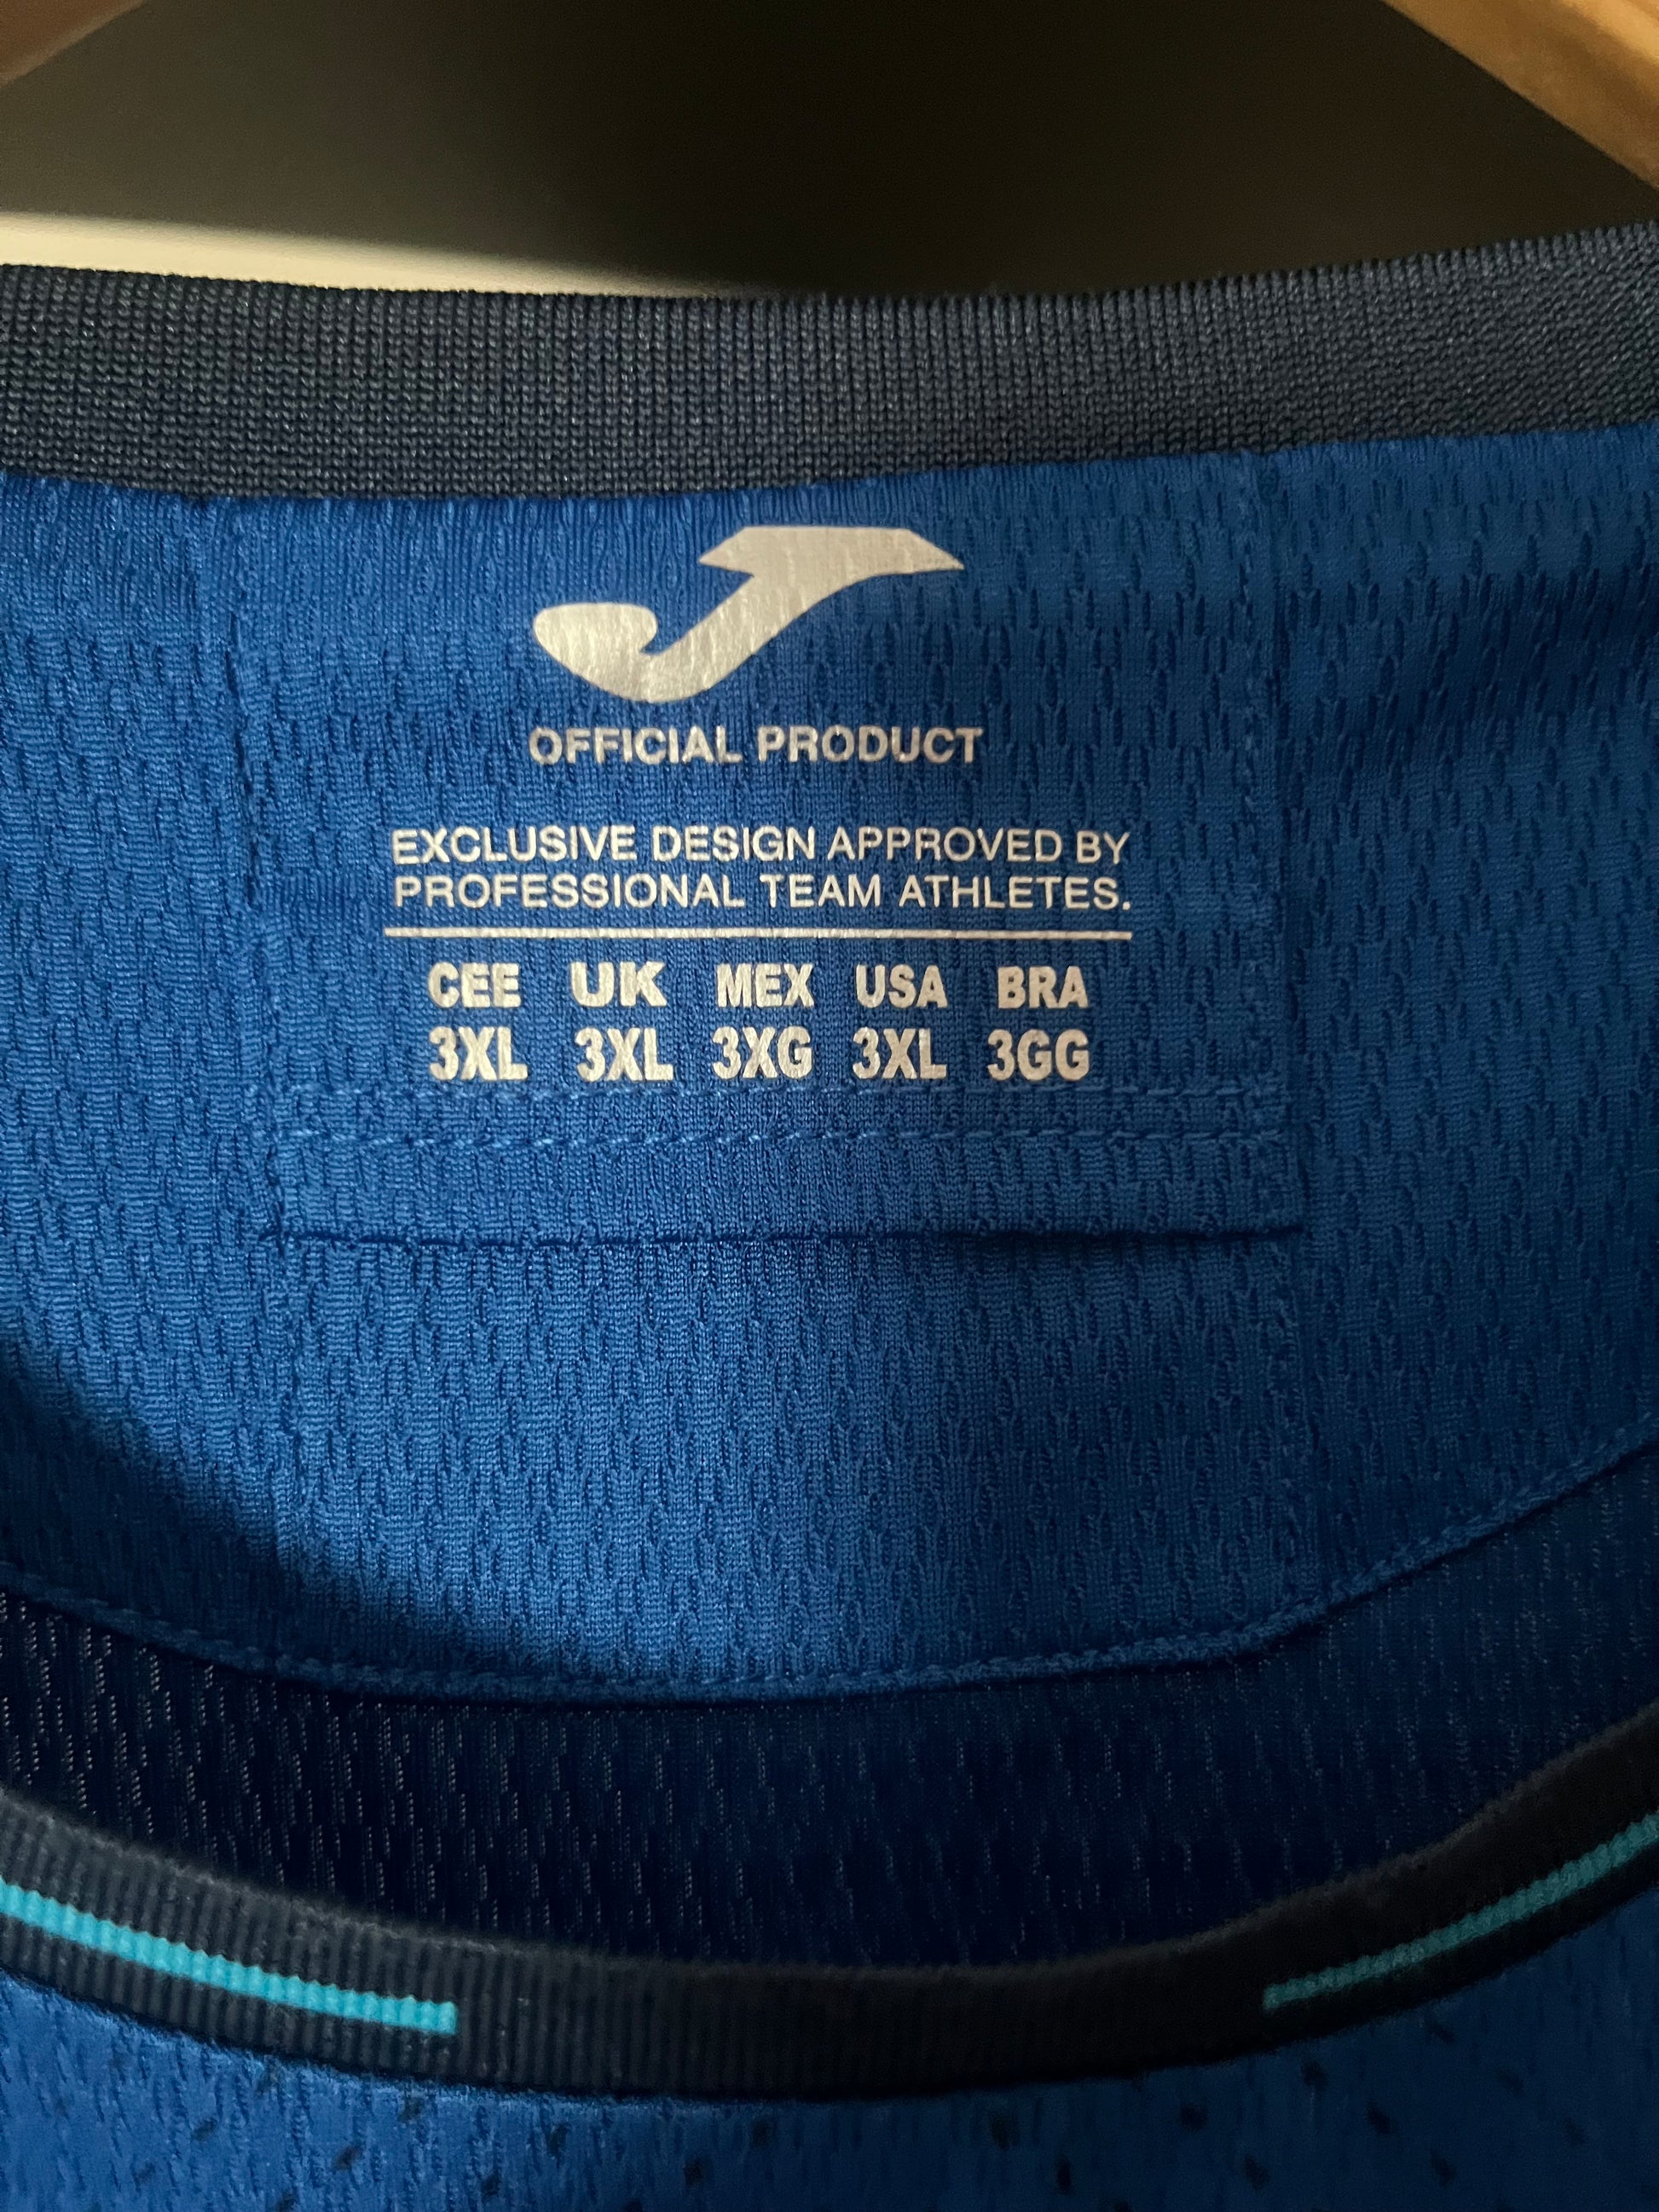 OFFICIAL PRODUCT
EXCLUSIVE DESIGN APPROVED BY
PROFESSIONAL TEAM ATHLETES.
CEE UK MEX USA BRA
3XL 3XL 3XG 3XL 3GG